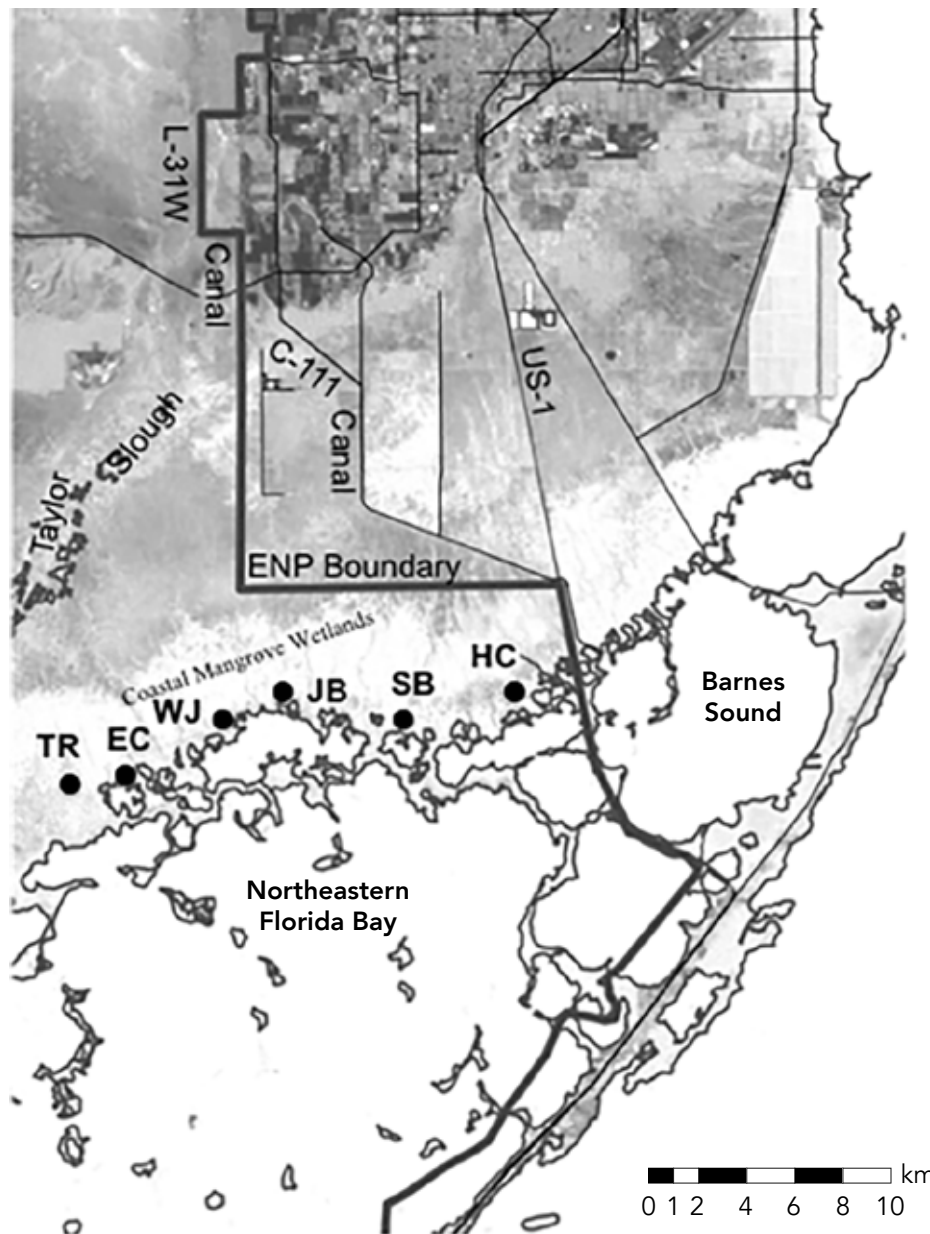 L-31W
Canal
C-111
Canal
US-1
Taylor
Slough
ENP Boundary
Coastal Mangrove Wetlands
HC
JB
SB
WJ
EC
TR
Barnes
Sound
Northeastern
Florida Bay
km
0 1 2 4 6 8 10